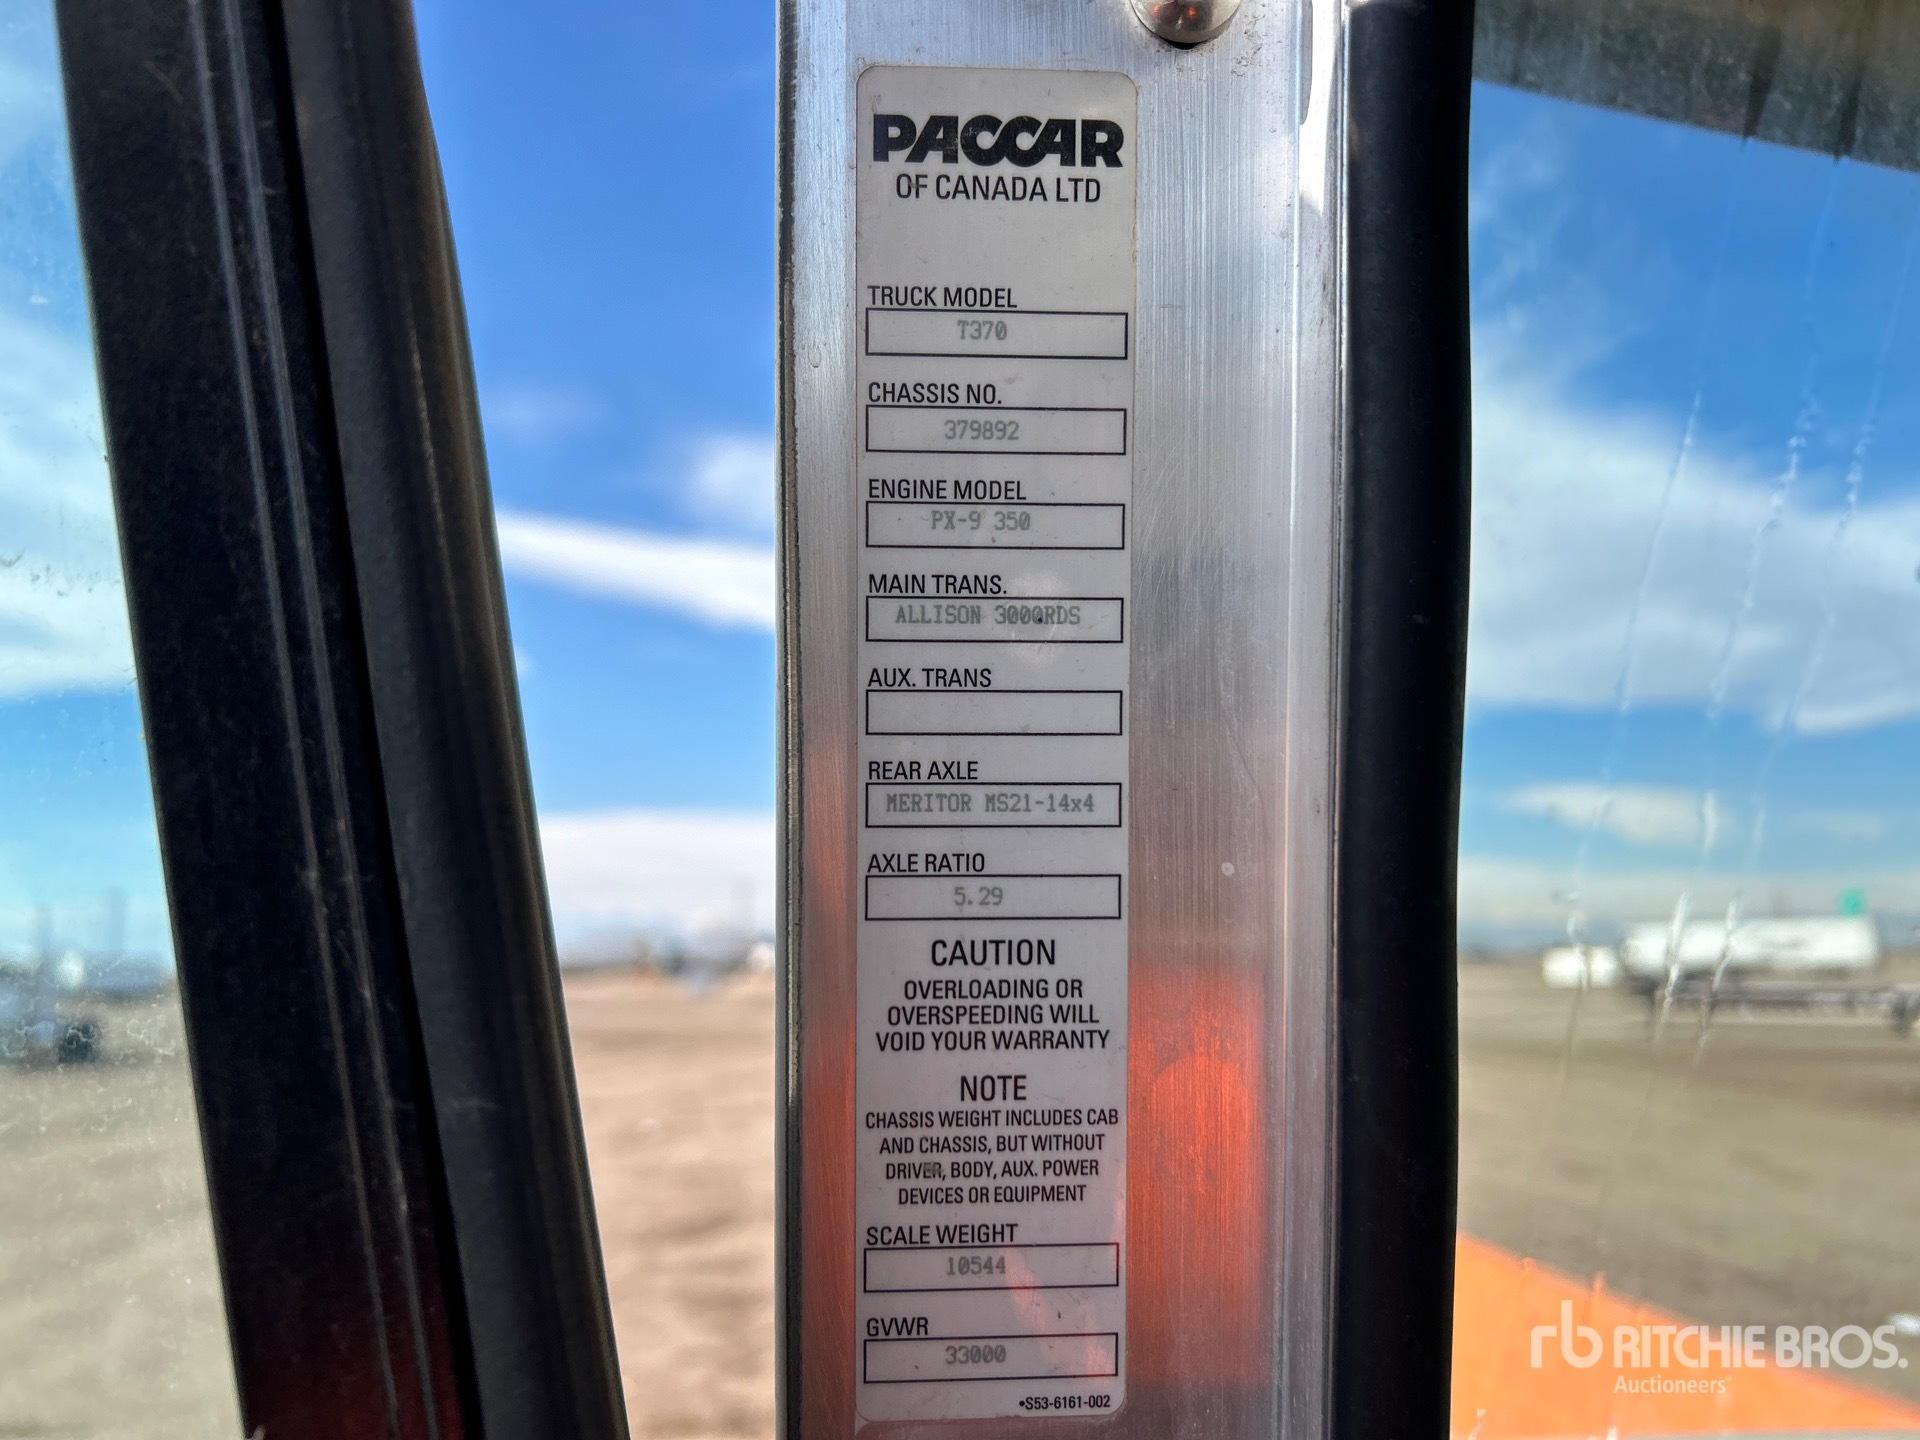 PACCAR
OF CANADA LTD
TRUCK MODEL
T370
CHASSIS NO.
379892
ENGINE MODEL
PX-9 350
MAIN TRANS.
ALLISON 3000RDS
AUX. TRANS
REAR AXLE
MERITOR MS21-14x4
AXLE RATIO
5.29
CAUTION
OVERLOADING OR
OVERSPEEDING WILL
VOID YOUR WARRANTY
NOTE
CHASSIS WEIGHT INCLUDES CAB
AND CHASSIS, BUT WITHOUT
DRIVER, BODY, AUX. POWER
DEVICES OR EQUIPMENT
SCALE WEIGHT
10544
GVWR
33000
•S53-6161-002
rb RITCHIE BROS.
Auctioneers